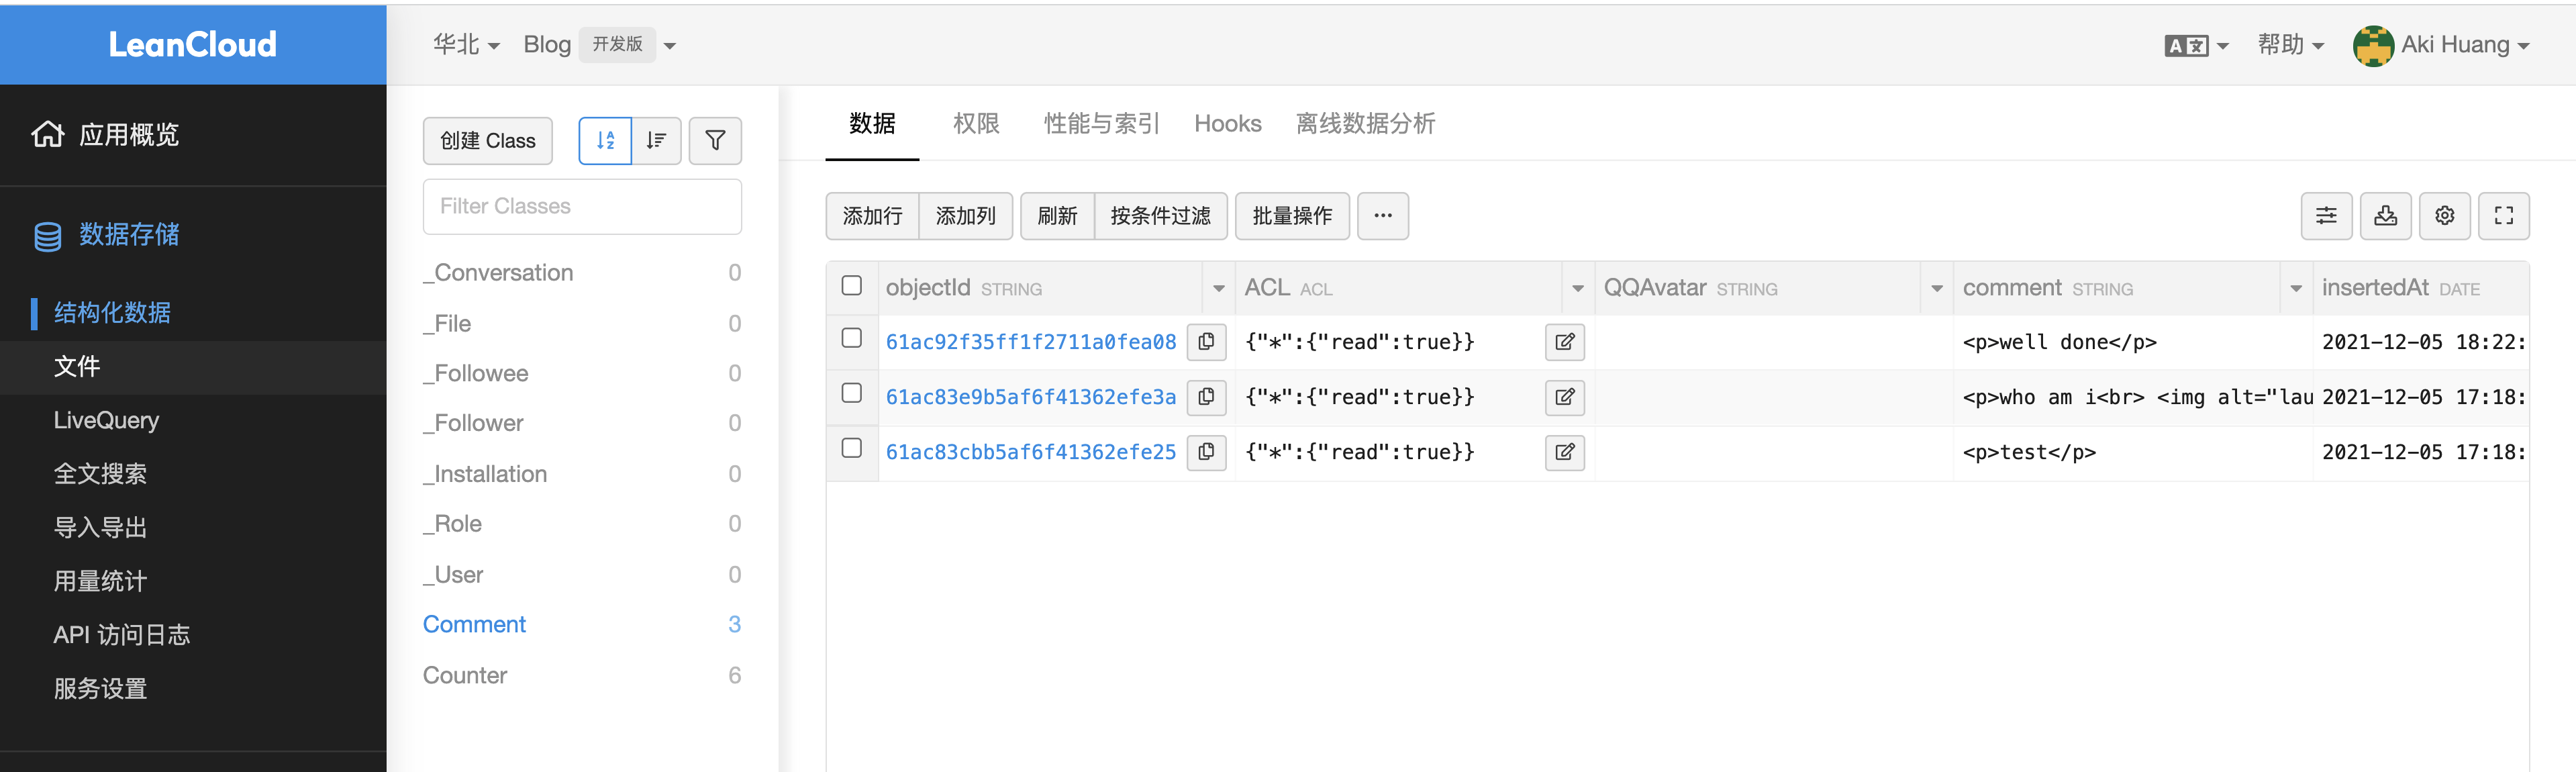 LeanCloud
华北 Blog 开发版
A文 帮助 Aki Huang
应用概览
数据存储
结构化数据
文件
LiveQuery
全文搜索
导入导出
用量统计
API 访问日志
服务设置
创建 Class
Filter Classes
_Conversation 0
_File 0
_Followee 0
_Follower 0
_Installation 0
_Role 0
_User 0
Comment 3
Counter 6
数据 权限 性能与索引 Hooks 离线数据分析
添加行 添加列 刷新 按条件过滤 批量操作 ···
objectId STRING ACL ACL QQAvatar STRING comment STRING insertedAt DATE
61ac92f35ff1f2711a0fea08 {"*":{"read":true}} <p>well done</p> 2021-12-05 18:22:
61ac83e9b5af6f41362efe3a {"*":{"read":true}} <p>who am i<br> <img alt="lau 2021-12-05 17:18:
61ac83cbb5af6f41362efe25 {"*":{"read":true}} <p>test</p> 2021-12-05 17:18: